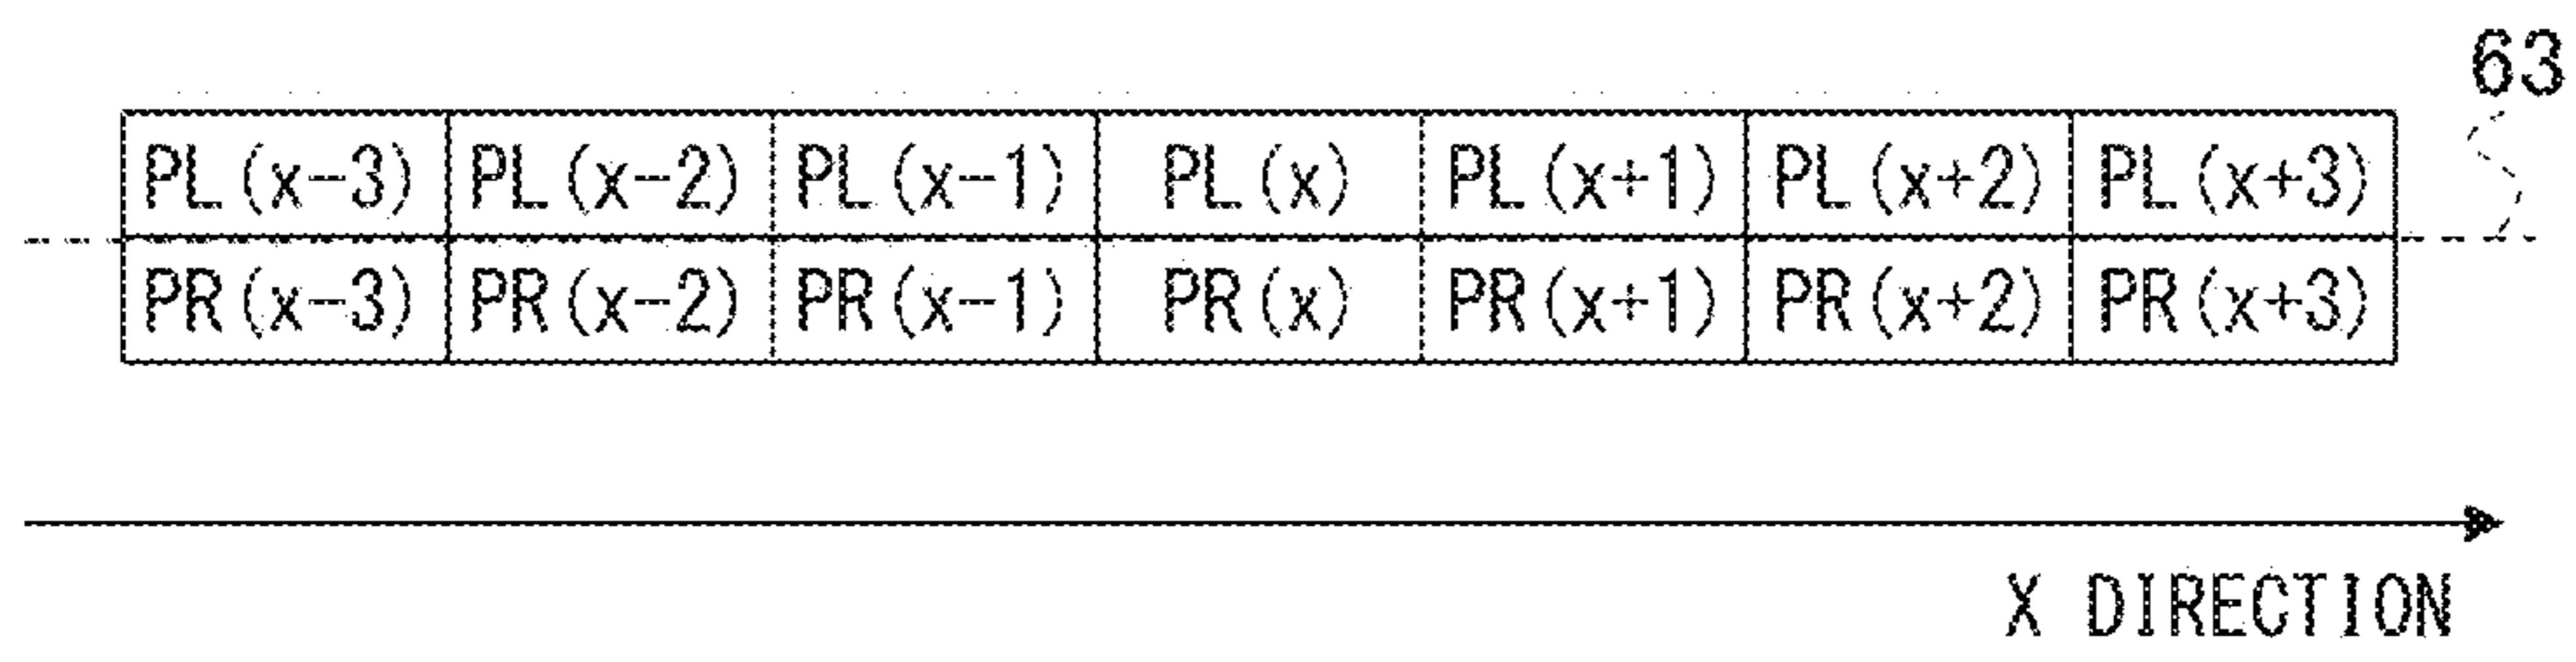 63
PL(x-3) PL(x-2) PL(x-1) PL(x) PL(x+1) PL(x+2) PL(x+3)
PR(x-3) PR(x-2) PR(x-1) PR(x) PR(x+1) PR(x+2) PR(x+3)
X DIRECTION